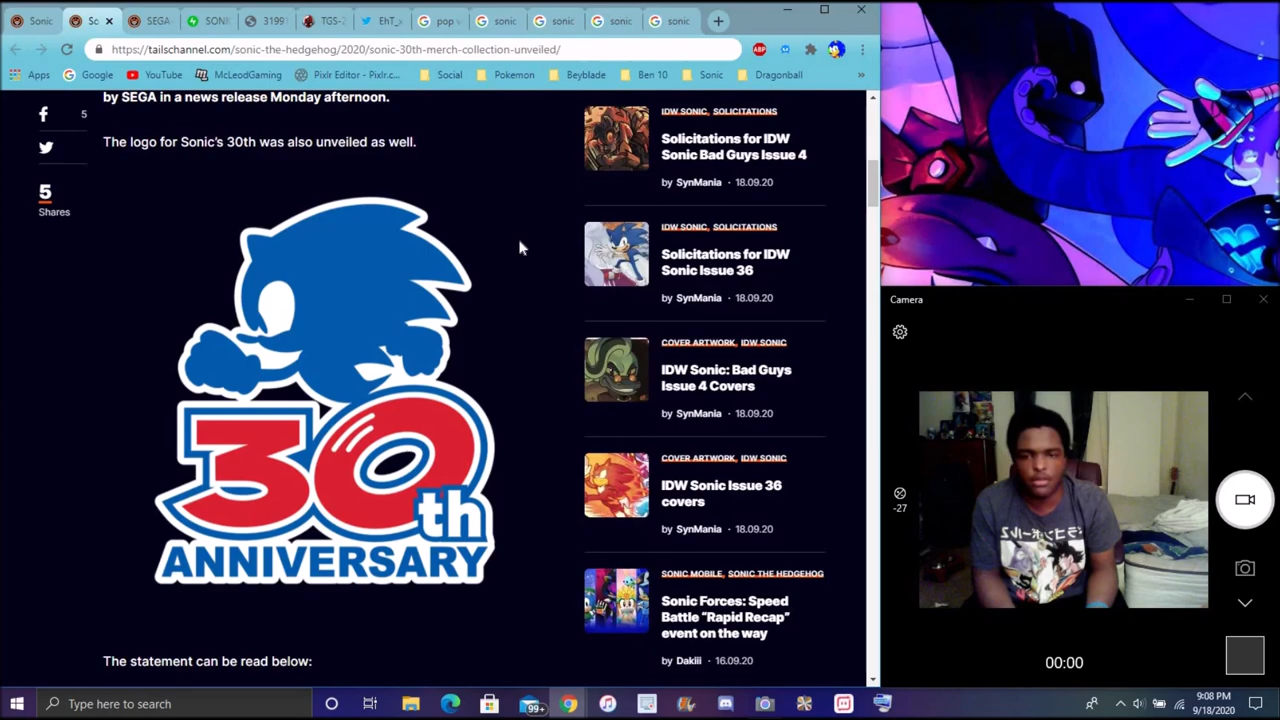 Sonic
Sc
SEGA
SONI
3199
TGS-2
EhT_x
pop v
sonic
sonic
sonic
sonic
https://tailschannel.com/sonic-the-hedgehog/2020/sonic-30th-merch-collection-unveiled/
ABP
Apps
Google
YouTube
McLeodGaming
Pixlr Editor - Pixlr.c...
Social
Pokemon
Beyblade
Ben 10
Sonic
Dragonball
»
by SEGA in a news release Monday afternoon.
5
The logo for Sonic's 30th was also unveiled as well.
5
Shares
30th
ANNIVERSARY
The statement can be read below:
IDW SONIC, SOLICITATIONS
Solicitations for IDW
Sonic Bad Guys Issue 4
by SynMania · 18.09.20
IDW SONIC, SOLICITATIONS
Solicitations for IDW
Sonic Issue 36
by SynMania · 18.09.20
COVER ARTWORK, IDW SONIC
IDW Sonic: Bad Guys
Issue 4 Covers
by SynMania · 18.09.20
COVER ARTWORK, IDW SONIC
IDW Sonic Issue 36
covers
by SynMania · 18.09.20
SONIC MOBILE, SONIC THE HEDGEHOG
Sonic Forces: Speed
Battle “Rapid Recap”
event on the way
by Dakiii · 16.09.20
Camera
-27
00:00
Type here to search
99+
9:08 PM
9/18/2020